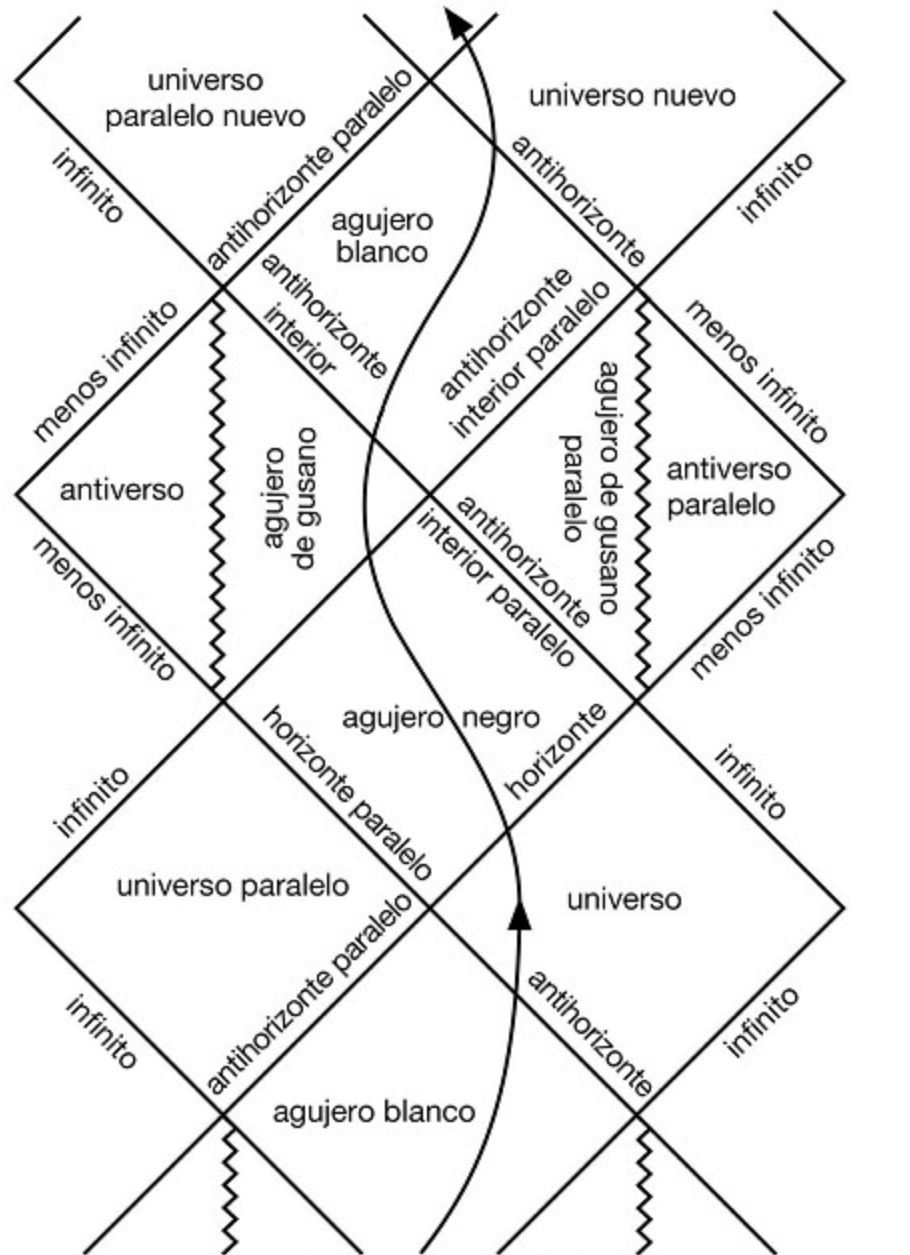 universo
paralelo nuevo
universo nuevo
infinito
antihorizonte paralelo
antihorizonte
infinito
agujero
blanco
menos infinito
antihorizonte
interior
antihorizonte
interior paralelo
menos infinito
antiverso
agujero
de gusano
agujero de gusano
paralelo
antiverso
paralelo
menos infinito
antihorizonte
interior paralelo
menos infinito
agujero negro
infinito
horizonte paralelo
horizonte
infinito
universo paralelo
universo
infinito
antihorizonte paralelo
antihorizonte
infinito
agujero blanco